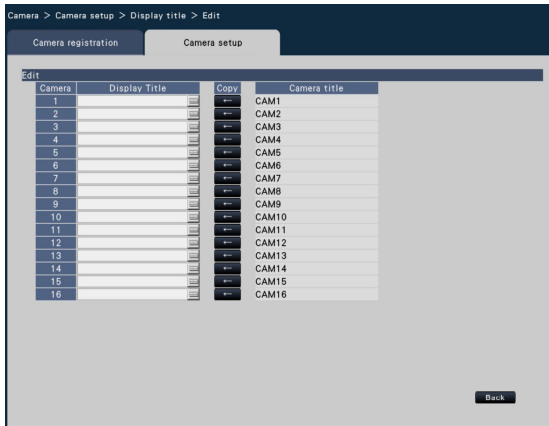 Camera > Camera setup > Display title > Edit
Camera registration Camera setup
Edit
Camera Display Title Copy Camera title
1 ← CAM1
2 ← CAM2
3 ← CAM3
4 ← CAM4
5 ← CAM5
6 ← CAM6
7 ← CAM7
8 ← CAM8
9 ← CAM9
10 ← CAM10
11 ← CAM11
12 ← CAM12
13 ← CAM13
14 ← CAM14
15 ← CAM15
16 ← CAM16
Back